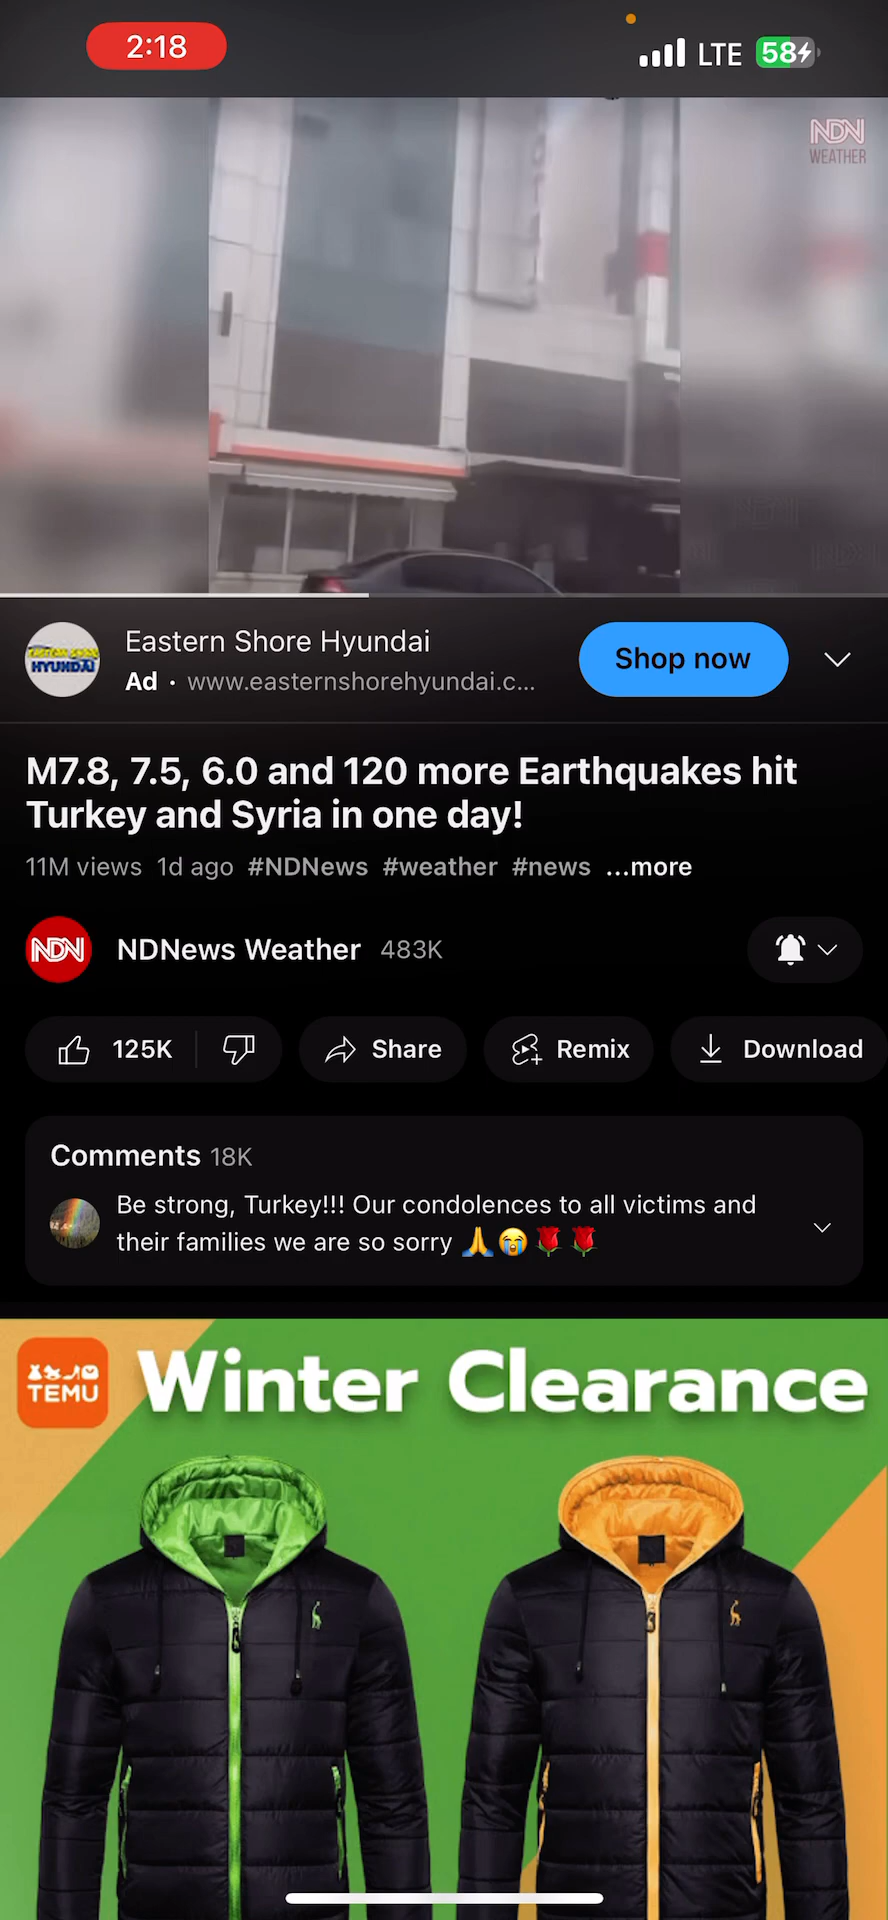 2:18
LTE 58
NDN
WEATHER
EASTERN SHORE
HYUNDAI
Eastern Shore Hyundai
Shop now
Ad · www.easternshorehyundai.c...
M7.8, 7.5, 6.0 and 120 more Earthquakes hit
Turkey and Syria in one day!
11M views 1d ago #NDNews #weather #news ...more
NDN
NDNews Weather 483K
125K
Share
Remix
Download
Comments 18K
Be strong, Turkey!!! Our condolences to all victims and
their families we are so sorry 🙏😭🌹🌹
TEMU
Winter Clearance